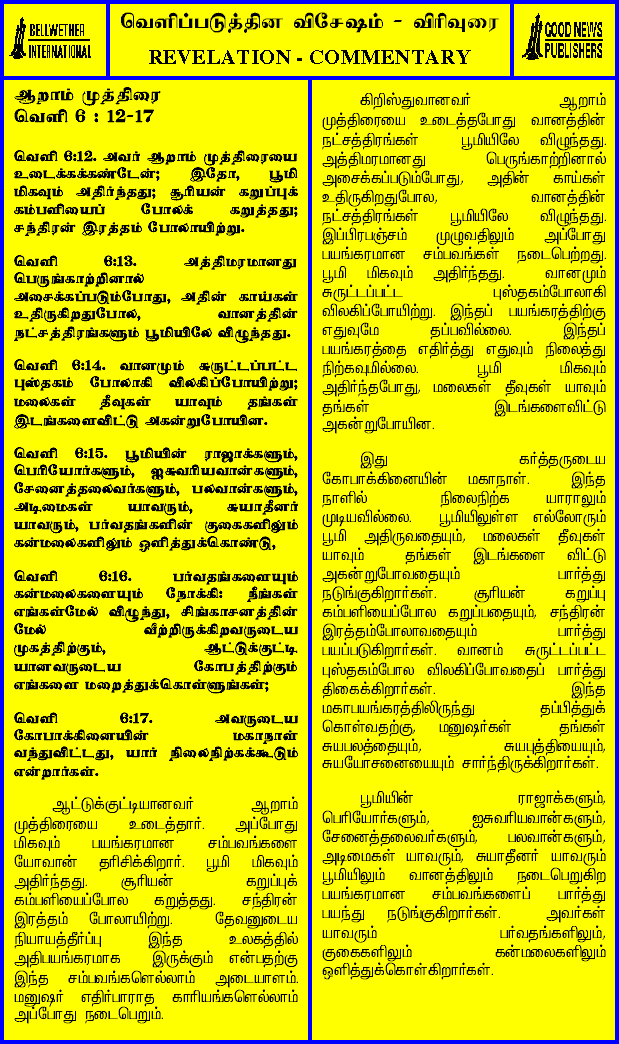 BELLWETHER
INTERNATIONAL
வெளிப்படுத்தின விசேஷம் - விரிவுரை
REVELATION - COMMENTARY
GOOD NEWS
PUBLISHERS
ஆறாம் முத்திரை
வெளி 6 : 12-17
வெளி 6:12. அவர் ஆறாம் முத்திரையை
உடைக்கக்கண்டேன்; இதோ, பூமி
மிகவும் அதிர்ந்தது; சூரியன் கறுப்புக்
கம்பளியைப் போலக் கறுத்தது;
சந்திரன் இரத்தம் போலாயிற்று.
வெளி 6:13. அத்திமரமானது
பெருங்காற்றினால்
அசைக்கப்படும்போது, அதின் காய்கள்
உதிருகிறதுபோல, வானத்தின்
நட்சத்திரங்களும் பூமியிலே விழுந்தது.
வெளி 6:14. வானமும் சுருட்டப்பட்ட
புஸ்தகம் போலாகி விலகிப்போயிற்று;
மலைகள் தீவுகள் யாவும் தங்கள்
இடங்களைவிட்டு அகன்றுபோயின.
வெளி 6:15. பூமியின் ராஜாக்களும்,
பெரியோர்களும், ஐசுவரியவான்களும்,
சேனைத்தலைவர்களும், பலவான்களும்,
அடிமைகள் யாவரும், சுயாதீனர்
யாவரும், பர்வதங்களின் குகைகளிலும்
கன்மலைகளிலும் ஒளித்துக்கொண்டு,
வெளி 6:16. பர்வதங்களையும்
கன்மலைகளையும் நோக்கி: நீங்கள்
எங்கள்மேல் விழுந்து, சிங்காசனத்தின்
மேல் வீற்றிருக்கிறவருடைய
முகத்திற்கும், ஆட்டுக்குட்டி
யானவருடைய கோபத்திற்கும்
எங்களை மறைத்துக்கொள்ளுங்கள்;
வெளி 6:17. அவருடைய
கோபாக்கினையின் மகாநாள்
வந்துவிட்டது, யார் நிலைநிற்கக்கூடும்
என்றார்கள்.
ஆட்டுக்குட்டியானவர் ஆறாம்
முத்திரையை உடைத்தார். அப்போது
மிகவும் பயங்கரமான சம்பவங்களை
யோவான் தரிசிக்கிறார். பூமி மிகவும்
அதிர்ந்தது. சூரியன் கறுப்புக்
கம்பளியைப்போல கறுத்தது. சந்திரன்
இரத்தம் போலாயிற்று. தேவனுடைய
நியாயத்தீர்ப்பு இந்த உலகத்தில்
அதிபயங்கரமாக இருக்கும் என்பதற்கு
இந்த சம்பவங்களெல்லாம் அடையாளம்.
மனுஷர் எதிர்பாராத காரியங்களெல்லாம்
அப்போது நடைபெறும்.
கிறிஸ்துவானவர் ஆறாம்
முத்திரையை உடைத்தபோது வானத்தின்
நட்சத்திரங்கள் பூமியிலே விழுந்தது.
அத்திமரமானது பெருங்காற்றினால்
அசைக்கப்படும்போது, அதின் காய்கள்
உதிருகிறதுபோல, வானத்தின்
நட்சத்திரங்கள் பூமியிலே விழுந்தது.
இப்பிரபஞ்சம் முழுவதிலும் அப்போது
பயங்கரமான சம்பவங்கள் நடைபெற்றது.
பூமி மிகவும் அதிர்ந்தது. வானமும்
சுருட்டப்பட்ட புஸ்தகம்போலாகி
விலகிப்போயிற்று. இந்தப் பயங்கரத்திற்கு
எதுவுமே தப்பவில்லை. இந்தப்
பயங்கரத்தை எதிர்த்து எதுவும் நிலைத்து
நிற்கவுமில்லை. பூமி மிகவும்
அதிர்ந்தபோது, மலைகள் தீவுகள் யாவும்
தங்கள் இடங்களைவிட்டு
அகன்றுபோயின.
இது கர்த்தருடைய
கோபாக்கினையின் மகாநாள். இந்த
நாளில் நிலைநிற்க யாராலும்
முடியவில்லை. பூமியிலுள்ள எல்லோரும்
பூமி அதிருவதையும், மலைகள் தீவுகள்
யாவும் தங்கள் இடங்களை விட்டு
அகன்றுபோவதையும் பார்த்து
நடுங்குகிறார்கள். சூரியன் கறுப்பு
கம்பளியைப்போல கறுப்பதையும், சந்திரன்
இரத்தம்போலாவதையும் பார்த்து
பயப்படுகிறார்கள். வானம் சுருட்டப்பட்ட
புஸ்தகம்போல விலகிப்போவதைப் பார்த்து
திகைக்கிறார்கள். இந்த
மகாபயங்கரத்திலிருந்து தப்பித்துக்
கொள்வதற்கு, மனுஷர்கள் தங்கள்
சுயபலத்தையும், சுயபுத்தியையும்,
சுயயோசனையையும் சார்ந்திருக்கிறார்கள்.
பூமியின் ராஜாக்களும்,
பெரியோர்களும், ஐசுவரியவான்களும்,
சேனைத்தலைவர்களும், பலவான்களும்,
அடிமைகள் யாவரும், சுயாதீனர் யாவரும்
பூமியிலும் வானத்திலும் நடைபெறுகிற
பயங்கரமான சம்பவங்களைப் பார்த்து
பயந்து நடுங்குகிறார்கள். அவர்கள்
யாவரும் பர்வதங்களிலும்,
குகைகளிலும் கன்மலைகளிலும்
ஒளித்துக்கொள்கிறார்கள்.